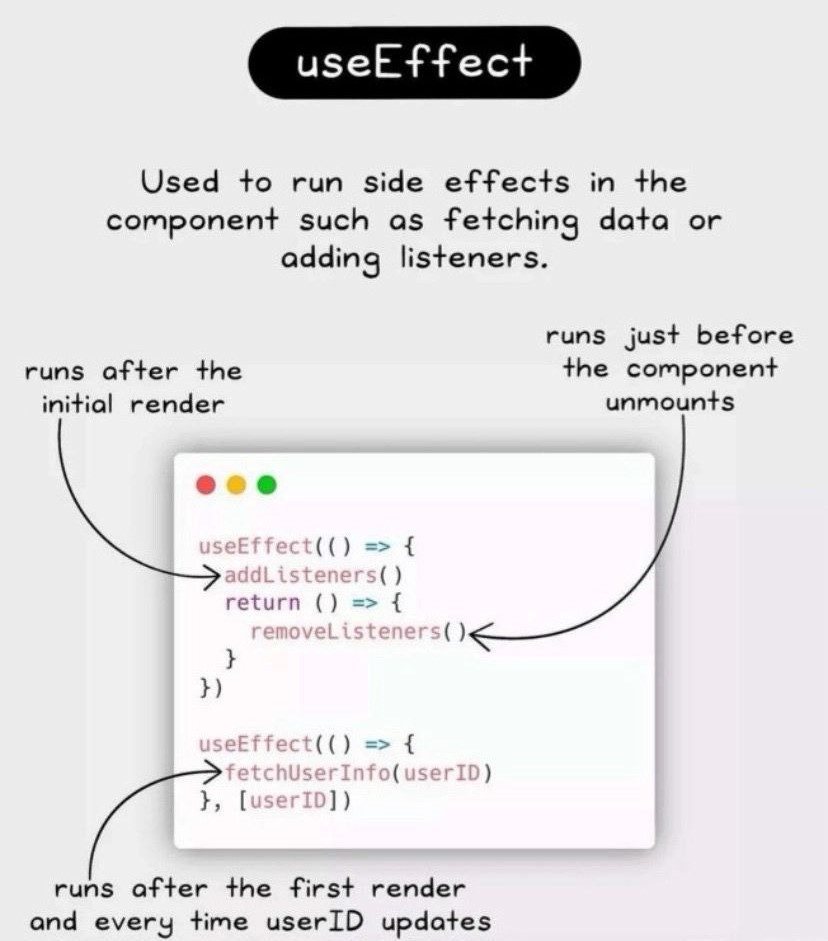 useEffect
Used to run side effects in the
component such as fetching data or
adding listeners.
runs after the
initial render
runs just before
the component
unmounts
useEffect(() => {
addListeners()
return () => {
removeListeners()
}
})
useEffect(() => {
fetchUserInfo(userID)
}, [userID])
runs after the first render
and every time userID updates